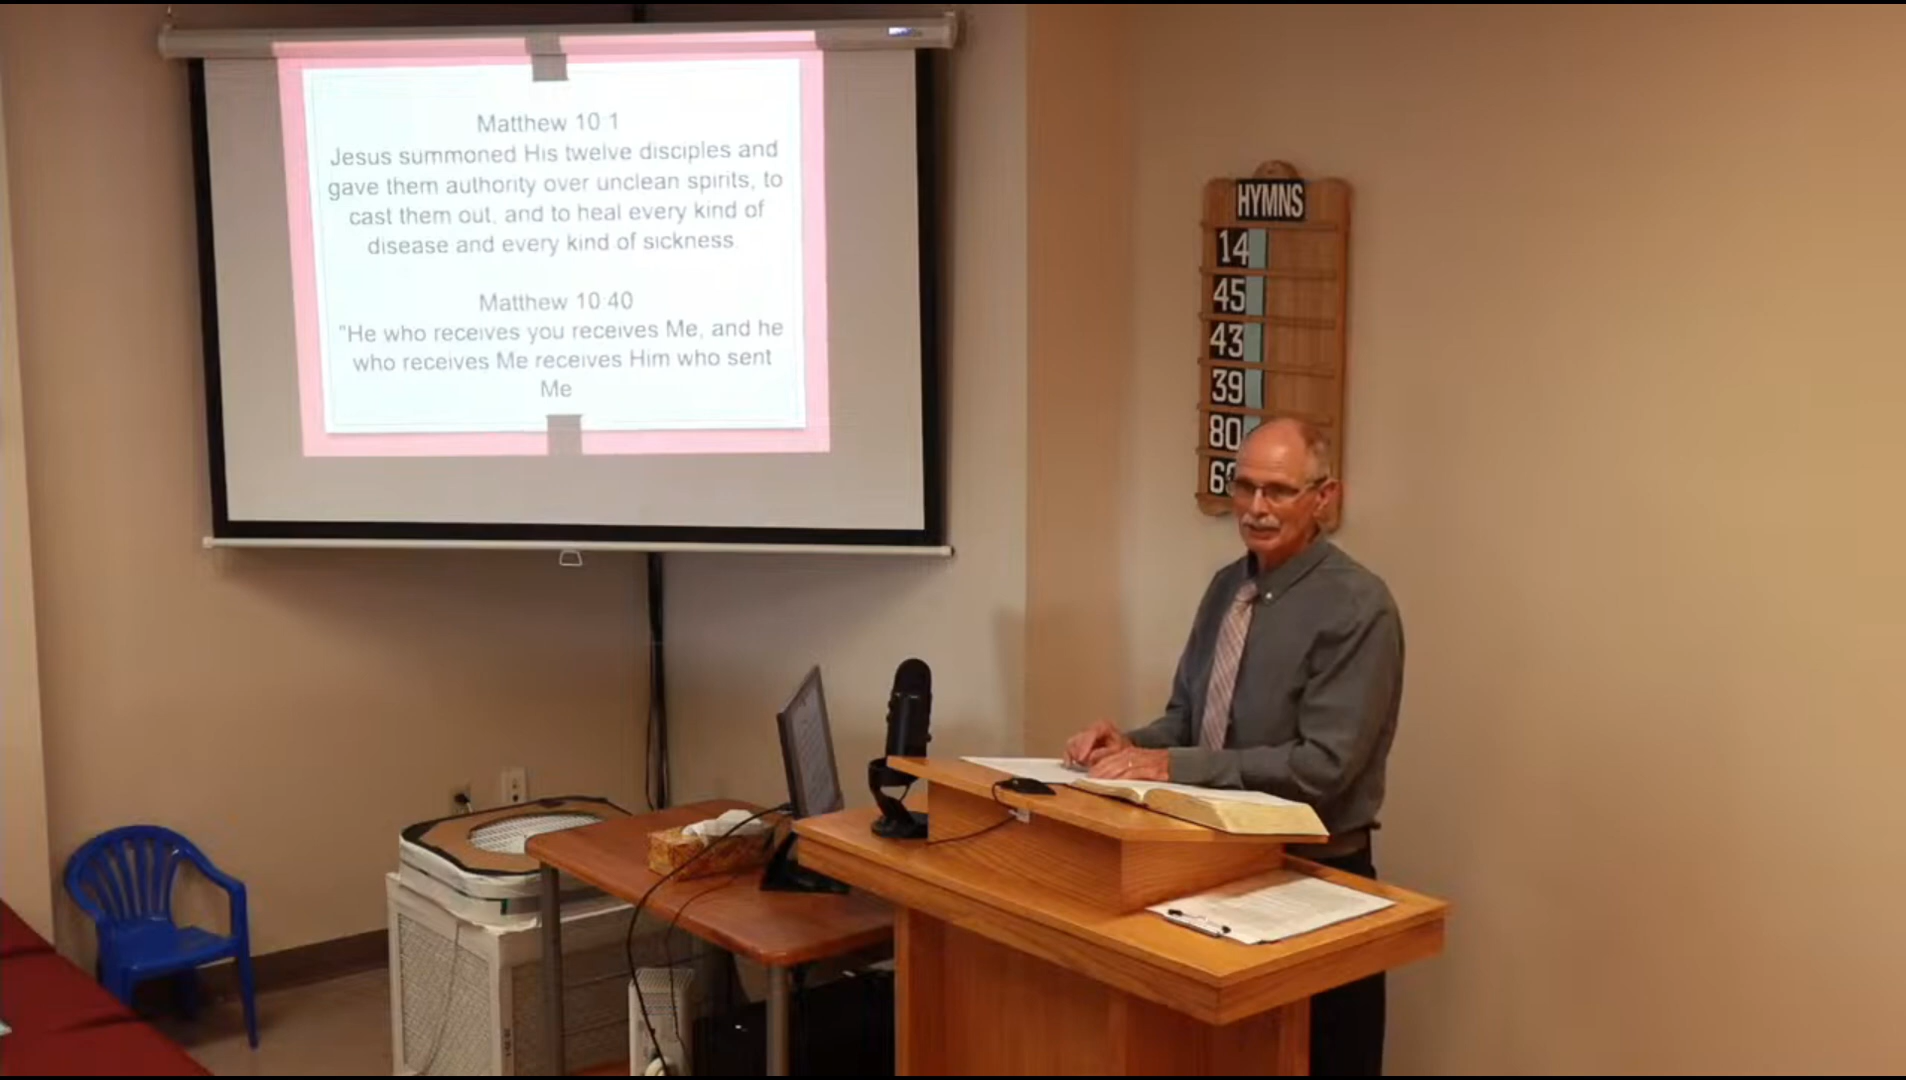 Matthew 10:1
Jesus summoned His twelve disciples and
gave them authority over unclean spirits, to
cast them out, and to heal every kind of
disease and every kind of sickness.
Matthew 10:40
"He who receives you receives Me, and he
who receives Me receives Him who sent
Me
HYMNS
14
45
43
39
80